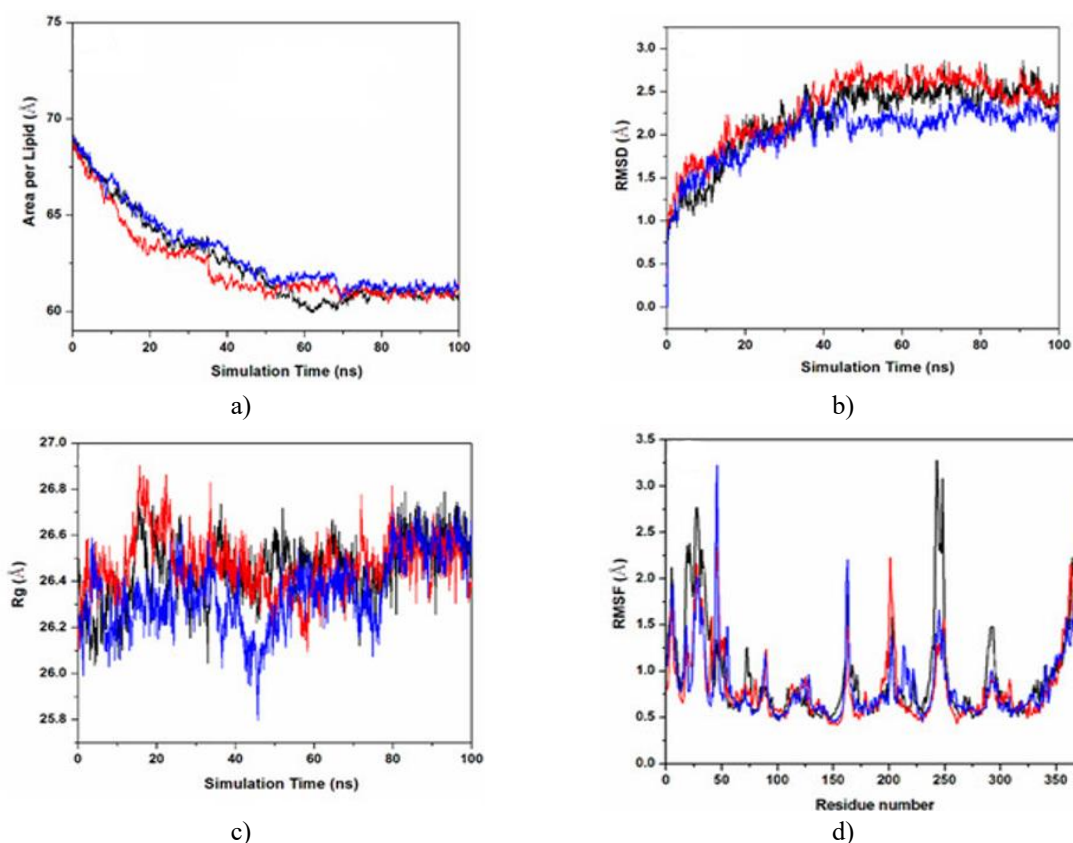 75
70
65
60
Area per Lipid (Å)
0 20 40 60 80 100
Simulation Time (ns)
a)
3.0
2.5
2.0
1.5
1.0
0.5
0.0
RMSD (Å)
0 20 40 60 80 100
Simulation Time (ns)
b)
27.0
26.8
26.6
26.4
26.2
26.0
25.8
Rg(Å)
0 20 40 60 80 100
Simulation Time (ns)
c)
3.5
3.0
2.5
2.0
1.5
1.0
0.5
0.0
RMSF (Å)
0 50 100 150 200 250 300 350
Residue number
d)